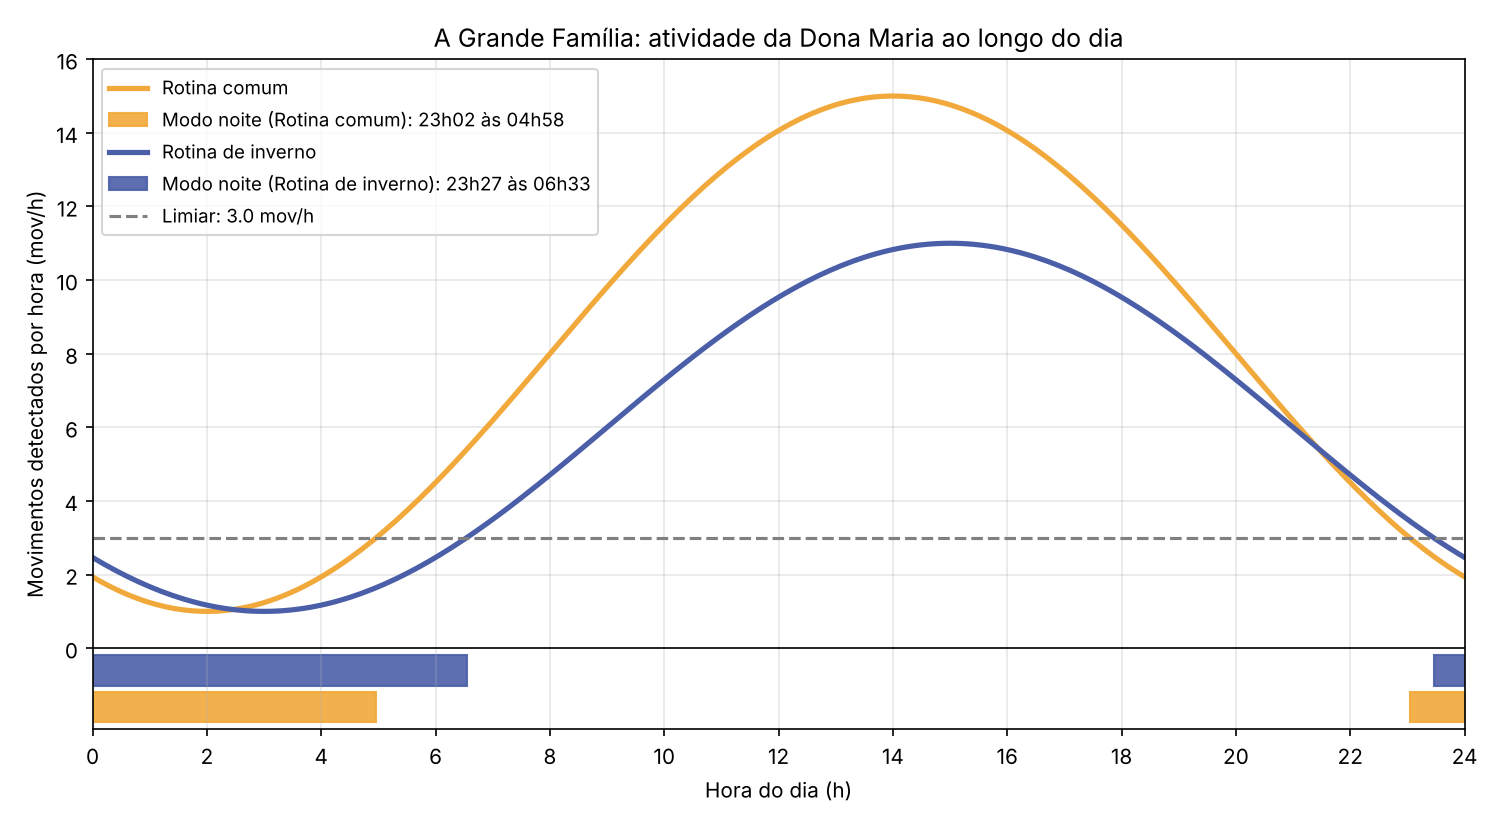 A Grande Família: atividade da Dona Maria ao longo do dia
Movimentos detectados por hora (mov/h)
16
14
12
10
8
6
4
2
0
Rotina comum
Modo noite (Rotina comum): 23h02 às 04h58
Rotina de inverno
Modo noite (Rotina de inverno): 23h27 às 06h33
Limiar: 3.0 mov/h
0 2 4 6 8 10 12 14 16 18 20 22 24
Hora do dia (h)